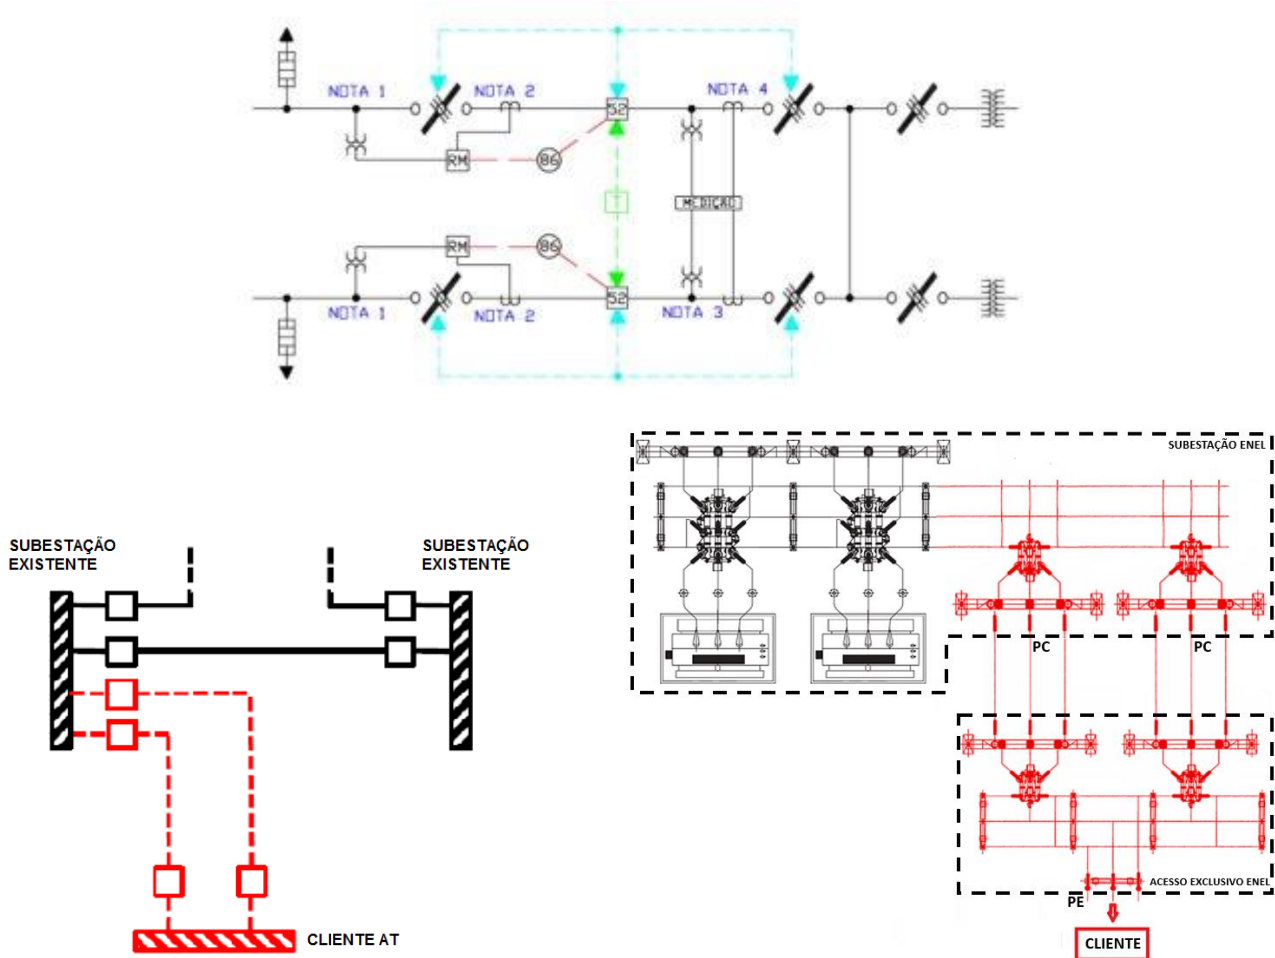 NOTA 1
NOTA 2
52
NOTA 4
RM
86
T
MEDIÇÃO
RM
86
52
NOTA 1
NOTA 2
NOTA 3
SUBESTAÇÃO
EXISTENTE
SUBESTAÇÃO
EXISTENTE
CLIENTE AT
SUBESTAÇÃO ENEL
PC
PC
ACESSO EXCLUSIVO ENEL
PE
CLIENTE